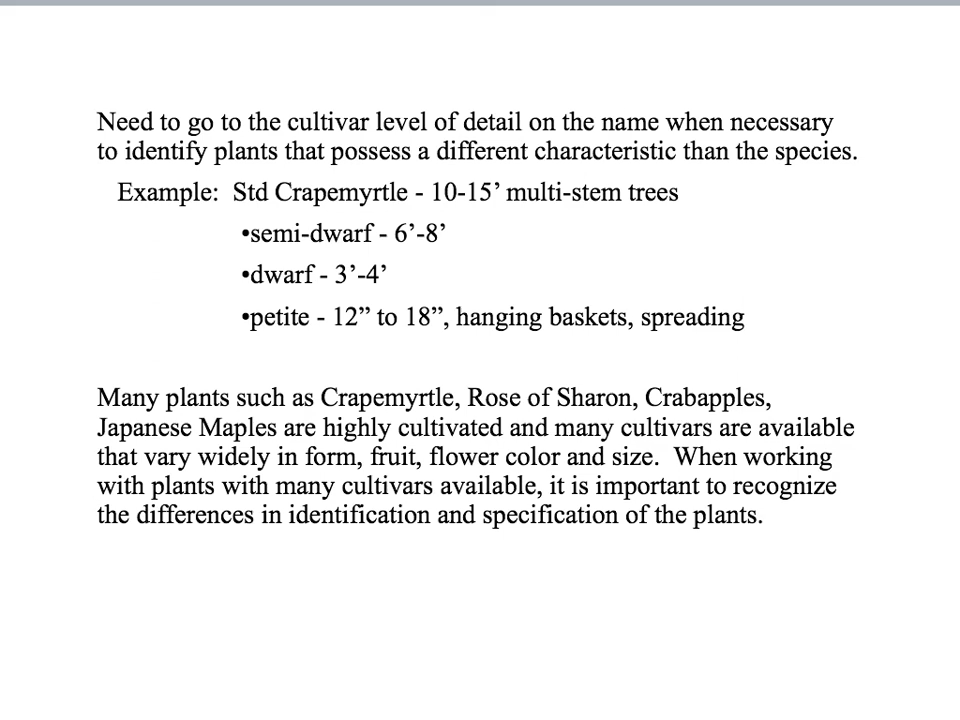 Need to go to the cultivar level of detail on the name when necessary
to identify plants that possess a different characteristic than the species.
Example:  Std Crapemyrtle - 10-15’ multi-stem trees
•semi-dwarf - 6’-8’
•dwarf - 3’-4’
•petite - 12” to 18”, hanging baskets, spreading
Many plants such as Crapemyrtle, Rose of Sharon, Crabapples,
Japanese Maples are highly cultivated and many cultivars are available
that vary widely in form, fruit, flower color and size.  When working
with plants with many cultivars available, it is important to recognize
the differences in identification and specification of the plants.